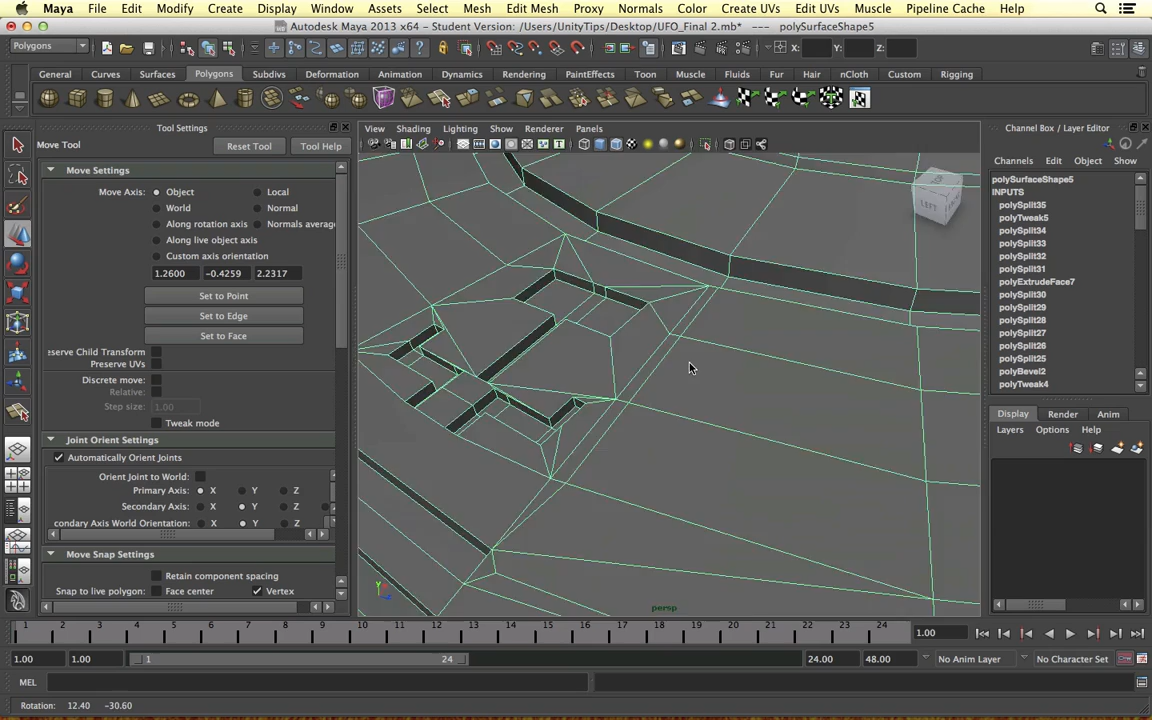 Maya File Edit Modify Create Display Window Assets Select Mesh Edit Mesh Proxy Normals Color Create UVs Edit UVs Muscle Pipeline Cache Help
Autodesk Maya 2013 x64 - Student Version: /Users/UnityTips/Desktop/UFO_Final 2.mb* --- polySurfaceShape5
Polygons X: Y: Z:
General Curves Surfaces Polygons Subdivs Deformation Animation Dynamics Rendering PaintEffects Toon Muscle Fluids Fur Hair nCloth Custom Rigging
Tool Settings
Move Tool Reset Tool Tool Help
Move Settings
Move Axis: Object Local
World Normal
Along rotation axis Normals average
Along live object axis
Custom axis orientation
1.2600 -0.4259 2.2317
Set to Point
Set to Edge
Set to Face
:serve Child Transform
Preserve UVs
Discrete move:
Relative:
Step size: 1.00
Tweak mode
Joint Orient Settings
Automatically Orient Joints
Orient Joint to World:
Primary Axis: X Y Z
Secondary Axis: X Y Z
condary Axis World Orientation: X Y
Move Snap Settings
Retain component spacing
Snap to live polygon: Face center Vertex
View Shading Lighting Show Renderer Panels
LEFT
Y
persp
Channel Box / Layer Editor
Channels Edit Object Show
polySurfaceShape5
INPUTS
polySplit35
polyTweak5
polySplit34
polySplit33
polySplit32
polySplit31
polyExtrudeFace7
polySplit30
polySplit29
polySplit28
polySplit27
polySplit26
polySplit25
polyBevel2
polyTweak4
Display Render Anim
Layers Options Help
1 2 3 4 5 6 7 8 9 10 11 12 13 14 15 16 17 18 19 20 21 22 23 24 1.00
1.00 1.00 1 24 24.00 48.00 No Anim Layer No Character Set
MEL
Rotation: 12.40 -30.60